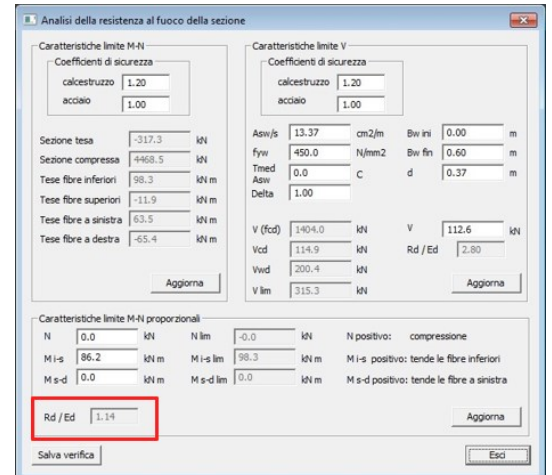 Analisi della resistenza al fuoco della sezione
Caratteristiche limite M-N
Coefficienti di sicurezza
calcestruzzo 1.20
acciaio 1.00
Sezione tesa -317.3 kN
Sezione compressa 4468.5 kN
Tese fibre inferiori 98.3 kN m
Tese fibre superiori -11.9 kN m
Tese fibre a sinistra 63.5 kN m
Tese fibre a destra -65.4 kN m
Aggiorna
Caratteristiche limite V
Coefficienti di sicurezza
calcestruzzo 1.20
acciaio 1.00
Asw/s 13.37 cm2/m Bw ini 0.00 m
fyw 450.0 N/mm2 Bw fin 0.60 m
Tmed Asw 0.0 C d 0.37 m
Delta 1.00
V (fcd) 1404.0 kN V 112.6 kN
Vcd 114.9 kN Rd / Ed 2.80
Vwd 200.4 kN
V lim 315.3 kN
Aggiorna
Caratteristiche limite M-N proporzionali
N 0.0 kN N lim -0.0 kN N positivo: compressione
M i-s 86.2 kN m M i-s lim 98.3 kN m M i-s positivo: tende le fibre inferiori
M s-d 0.0 kN m M s-d lim 0.0 kN m M s-d positivo: tende le fibre a sinistra
Rd / Ed 1.14 Aggiorna
Salva verifica Esci